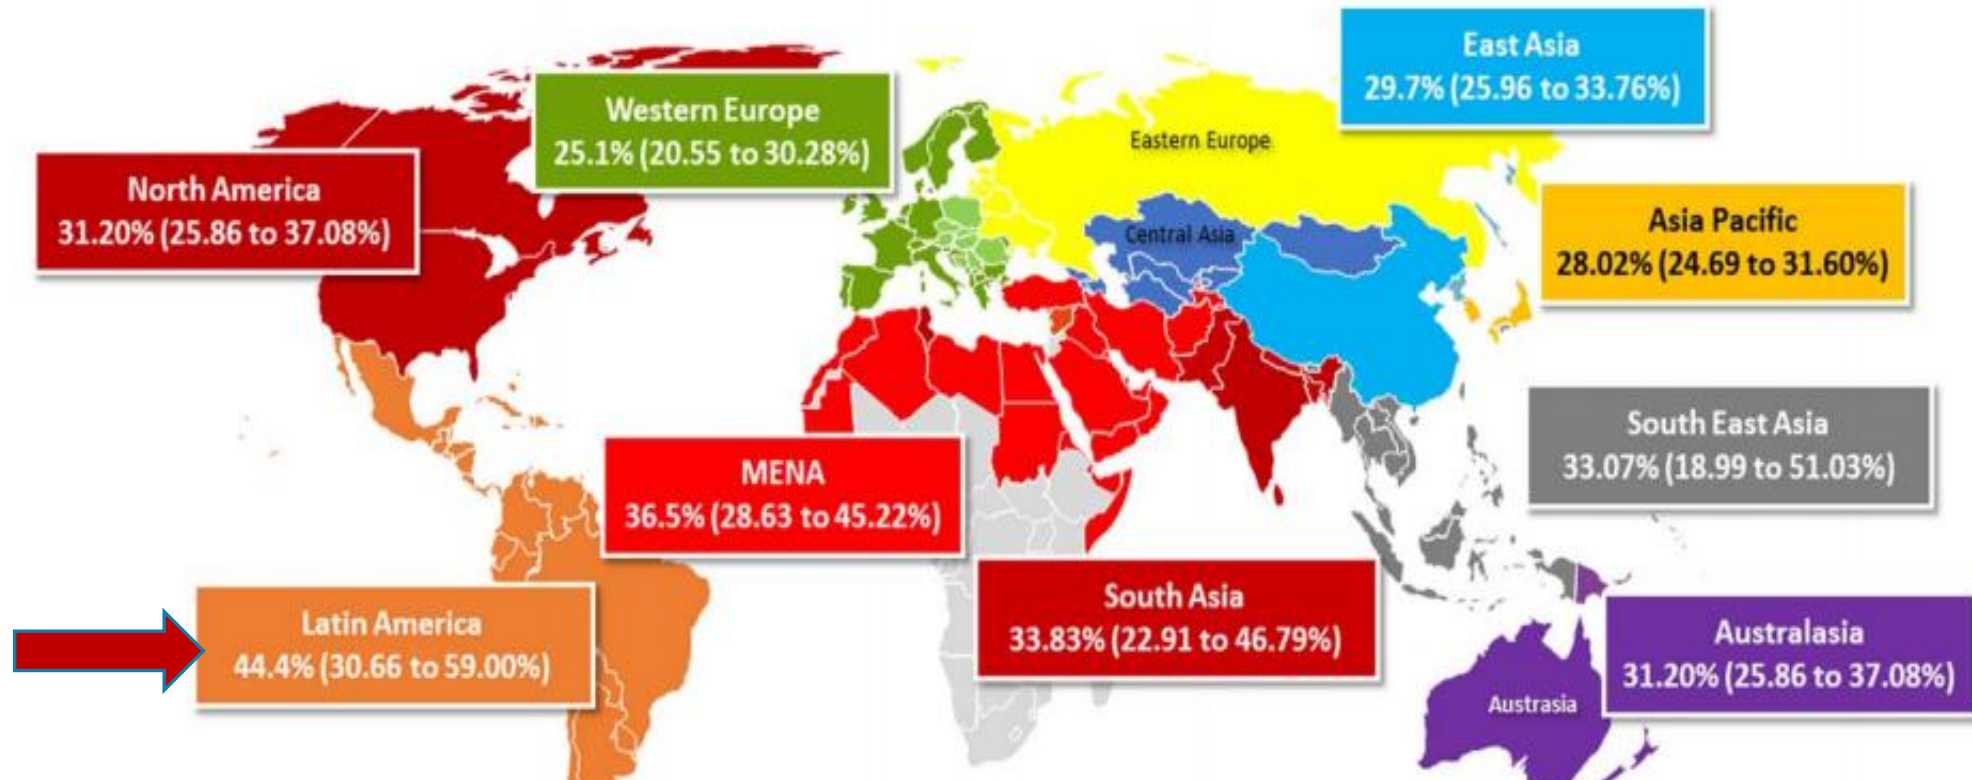 East Asia
29.7% (25.96 to 33.76%)
Western Europe
25.1% (20.55 to 30.28%)
Eastern Europe
North America
31.20% (25.86 to 37.08%)
Asia Pacific
28.02% (24.69 to 31.60%)
Central Asia
South East Asia
33.07% (18.99 to 51.03%)
MENA
36.5% (28.63 to 45.22%)
South Asia
33.83% (22.91 to 46.79%)
Latin America
44.4% (30.66 to 59.00%)
Australasia
31.20% (25.86 to 37.08%)
Austrasia